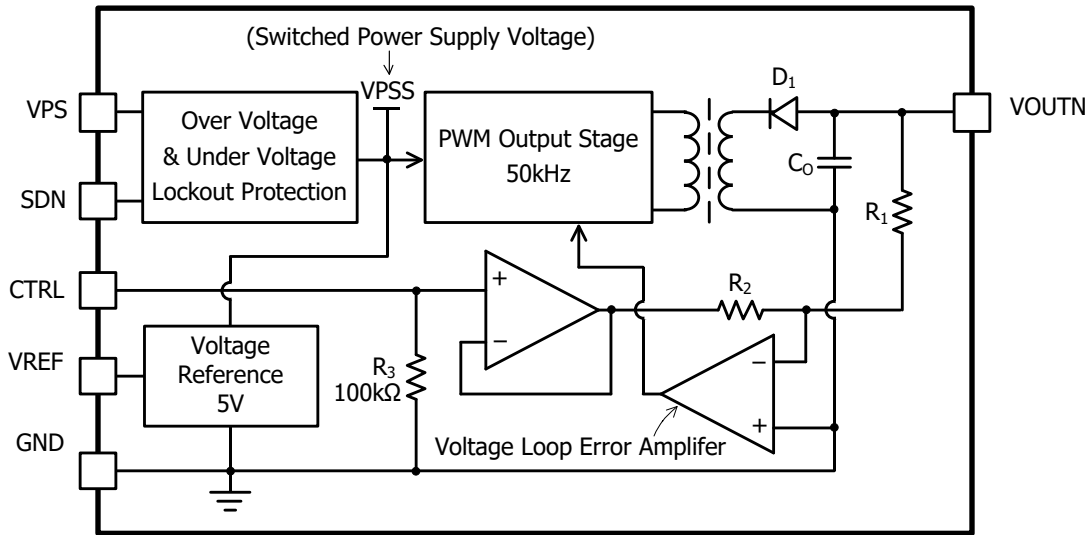 (Switched Power Supply Voltage)
VPSS
VPS
SDN
CTRL
VREF
GND
Over Voltage
& Under Voltage
Lockout Protection
PWM Output Stage
50kHz
D1
CO
R1
VOUTN
R2
+
−
R3
100kΩ
Voltage
Reference
5V
−
+
Voltage Loop Error Amplifer